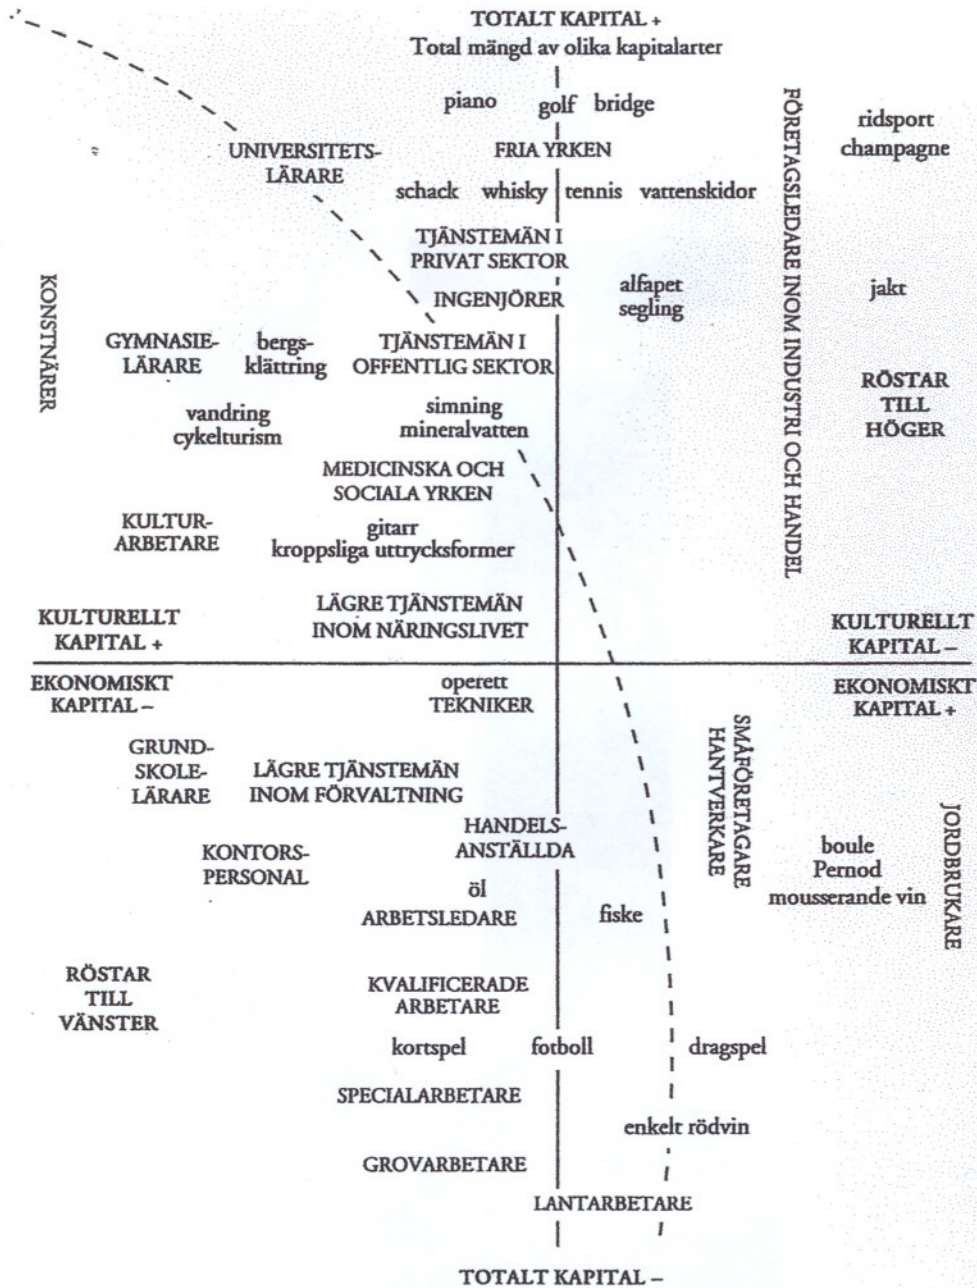 TOTALT KAPITAL +
Total mängd av olika kapitalarter
piano golf bridge
ridsport
champagne
UNIVERSITETS-
LÄRARE
FRIA YRKEN
schack whisky tennis vattenskidor
FÖRETAGSLEDARE INOM INDUSTRI OCH HANDEL
TJÄNSTEMÄN I
PRIVAT SEKTOR
INGENJÖRER
alfapet
segling
jakt
KONSTNÄRER
GYMNASIE-
LÄRARE
bergs-
klättring
TJÄNSTEMÄN I
OFFENTLIG SEKTOR
RÖSTAR
TILL
HÖGER
vandring
cykelturism
simning
mineralvatten
MEDICINSKA OCH
SOCIALA YRKEN
KULTUR-
ARBETARE
gitarr
kroppsliga uttrycksformer
LÄGRE TJÄNSTEMÄN
INOM NÄRINGSLIVET
KULTURELLT
KAPITAL +
KULTURELLT
KAPITAL –
EKONOMISKT
KAPITAL –
operett
TEKNIKER
EKONOMISKT
KAPITAL +
GRUND-
SKOLE-
LÄRARE
LÄGRE TJÄNSTEMÄN
INOM FÖRVALTNING
SMÅFÖRETAGARE
HANTVERKARE
JORDBRUKARE
HANDELS-
ANSTÄLLDA
KONTORS-
PERSONAL
boule
Pernod
mousserande vin
öl
ARBETSLEDARE
fiske
RÖSTAR
TILL
VÄNSTER
KVALIFICERADE
ARBETARE
kortspel fotboll dragspel
SPECIALARBETARE
enkelt rödvin
GROVARBETARE
LANTARBETARE
TOTALT KAPITAL –